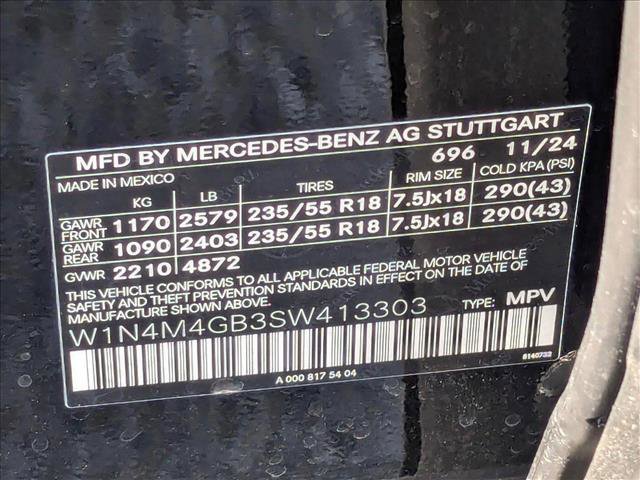 MFD BY MERCEDES-BENZ AG STUTTGART
MADE IN MEXICO 696 11/24
KG LB TIRES RIM SIZE COLD KPA (PSI)
GAWR FRONT 1170 2579 235/55 R18 7.5Jx18 290(43)
GAWR REAR 1090 2403 235/55 R18 7.5Jx18 290(43)
GVWR 2210 4872
THIS VEHICLE CONFORMS TO ALL APPLICABLE FEDERAL MOTOR VEHICLE
SAFETY, BUMPER AND THEFT PREVENTION STANDARDS IN EFFECT ON THE DATE OF
MANUFACTURE SHOWN ABOVE.
W1N4M4GB3SW413303 TYPE: MPV
8140732
A 000 817 54 04